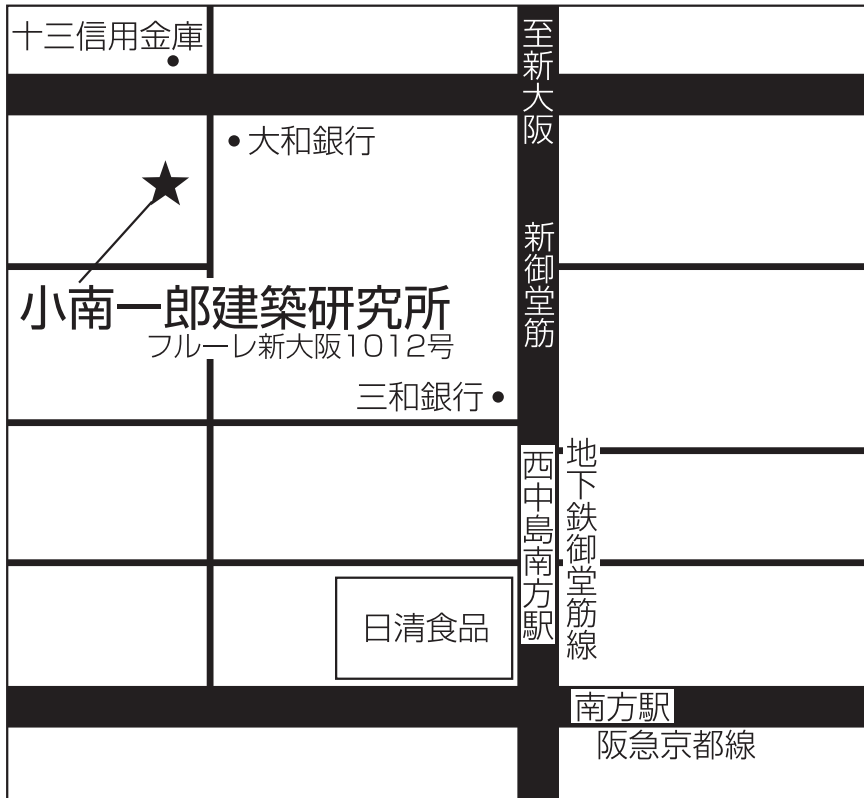 十三信用金庫
至新大阪
大和銀行
新御堂筋
小南一郎建築研究所
フルーレ新大阪1012号
三和銀行
西中島南方駅
地下鉄御堂筋線
日清食品
南方駅
阪急京都線